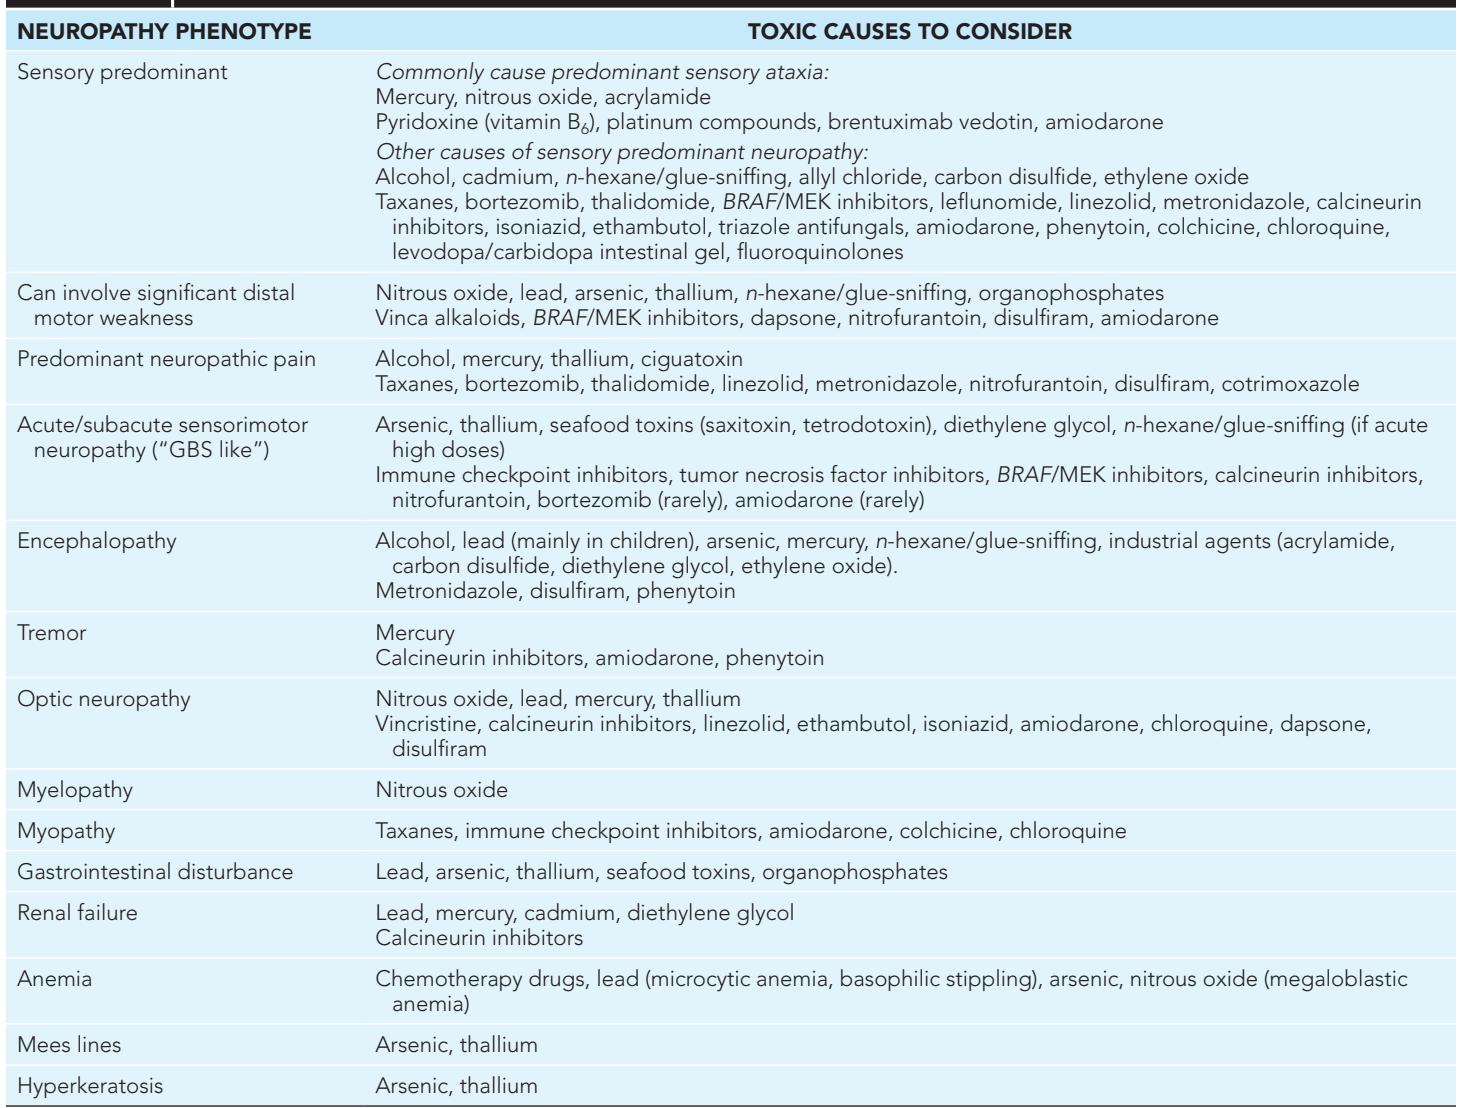 NEUROPATHY PHENOTYPE TOXIC CAUSES TO CONSIDER
Sensory predominant Commonly cause predominant sensory ataxia:
Mercury, nitrous oxide, acrylamide
Pyridoxine (vitamin B6), platinum compounds, brentuximab vedotin, amiodarone
Other causes of sensory predominant neuropathy:
Alcohol, cadmium, n-hexane/glue-sniffing, allyl chloride, carbon disulfide, ethylene oxide
Taxanes, bortezomib, thalidomide, BRAF/MEK inhibitors, leflunomide, linezolid, metronidazole, calcineurin
inhibitors, isoniazid, ethambutol, triazole antifungals, amiodarone, phenytoin, colchicine, chloroquine,
levodopa/carbidopa intestinal gel, fluoroquinolones
Can involve significant distal Nitrous oxide, lead, arsenic, thallium, n-hexane/glue-sniffing, organophosphates
motor weakness Vinca alkaloids, BRAF/MEK inhibitors, dapsone, nitrofurantoin, disulfiram, amiodarone
Predominant neuropathic pain Alcohol, mercury, thallium, ciguatoxin
Taxanes, bortezomib, thalidomide, linezolid, metronidazole, nitrofurantoin, disulfiram, cotrimoxazole
Acute/subacute sensorimotor Arsenic, thallium, seafood toxins (saxitoxin, tetrodotoxin), diethylene glycol, n-hexane/glue-sniffing (if acute
neuropathy (“GBS like”) high doses)
Immune checkpoint inhibitors, tumor necrosis factor inhibitors, BRAF/MEK inhibitors, calcineurin inhibitors,
nitrofurantoin, bortezomib (rarely), amiodarone (rarely)
Encephalopathy Alcohol, lead (mainly in children), arsenic, mercury, n-hexane/glue-sniffing, industrial agents (acrylamide,
carbon disulfide, diethylene glycol, ethylene oxide).
Metronidazole, disulfiram, phenytoin
Tremor Mercury
Calcineurin inhibitors, amiodarone, phenytoin
Optic neuropathy Nitrous oxide, lead, mercury, thallium
Vincristine, calcineurin inhibitors, linezolid, ethambutol, isoniazid, amiodarone, chloroquine, dapsone,
disulfiram
Myelopathy Nitrous oxide
Myopathy Taxanes, immune checkpoint inhibitors, amiodarone, colchicine, chloroquine
Gastrointestinal disturbance Lead, arsenic, thallium, seafood toxins, organophosphates
Renal failure Lead, mercury, cadmium, diethylene glycol
Calcineurin inhibitors
Anemia Chemotherapy drugs, lead (microcytic anemia, basophilic stippling), arsenic, nitrous oxide (megaloblastic
anemia)
Mees lines Arsenic, thallium
Hyperkeratosis Arsenic, thallium